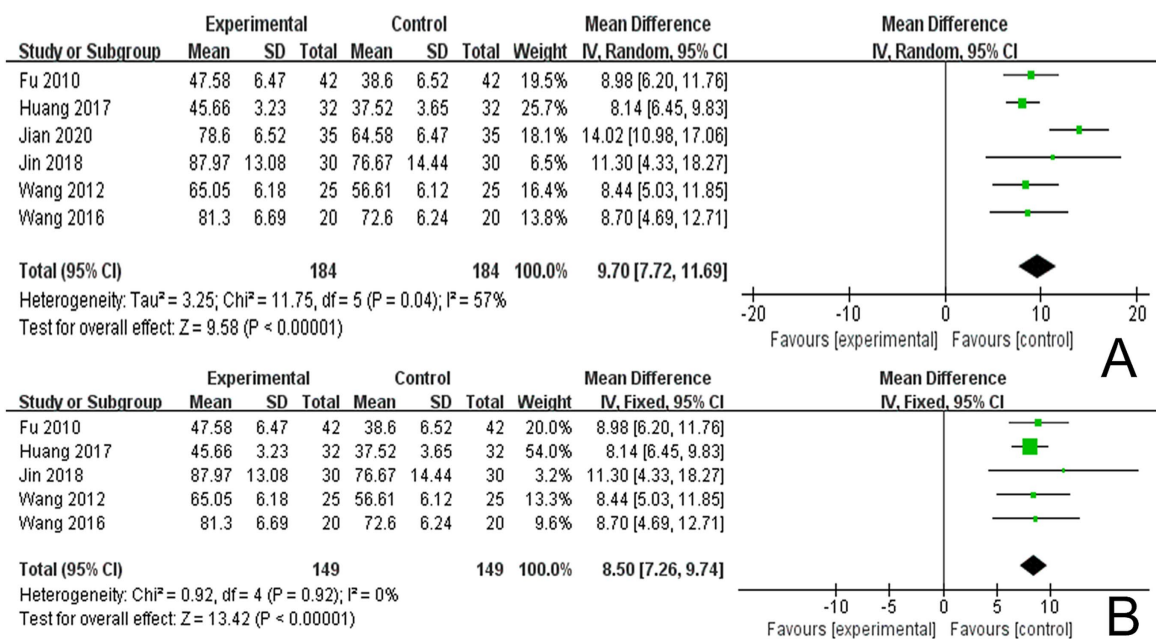 Experimental Control Mean Difference Mean Difference
Study or Subgroup Mean SD Total Mean SD Total Weight IV, Random, 95% CI IV, Random, 95% CI
Fu 2010 47.58 6.47 42 38.6 6.52 42 19.5% 8.98 [6.20, 11.76]
Huang 2017 45.66 3.23 32 37.52 3.65 32 25.7% 8.14 [6.45, 9.83]
Jian 2020 78.6 6.52 35 64.58 6.47 35 18.1% 14.02 [10.98, 17.06]
Jin 2018 87.97 13.08 30 76.67 14.44 30 6.5% 11.30 [4.33, 18.27]
Wang 2012 65.05 6.18 25 56.61 6.12 25 16.4% 8.44 [5.03, 11.85]
Wang 2016 81.3 6.69 20 72.6 6.24 20 13.8% 8.70 [4.69, 12.71]
Total (95% CI) 184 184 100.0% 9.70 [7.72, 11.69]
Heterogeneity: Tau² = 3.25; Chi² = 11.75, df = 5 (P = 0.04); I² = 57%
Test for overall effect: Z = 9.58 (P < 0.00001)
-20 -10 0 10 20
Favours [experimental] Favours [control]
A
Experimental Control Mean Difference Mean Difference
Study or Subgroup Mean SD Total Mean SD Total Weight IV, Fixed, 95% CI IV, Fixed, 95% CI
Fu 2010 47.58 6.47 42 38.6 6.52 42 20.0% 8.98 [6.20, 11.76]
Huang 2017 45.66 3.23 32 37.52 3.65 32 54.0% 8.14 [6.45, 9.83]
Jin 2018 87.97 13.08 30 76.67 14.44 30 3.2% 11.30 [4.33, 18.27]
Wang 2012 65.05 6.18 25 56.61 6.12 25 13.3% 8.44 [5.03, 11.85]
Wang 2016 81.3 6.69 20 72.6 6.24 20 9.6% 8.70 [4.69, 12.71]
Total (95% CI) 149 149 100.0% 8.50 [7.26, 9.74]
Heterogeneity: Chi² = 0.92, df = 4 (P = 0.92); I² = 0%
Test for overall effect: Z = 13.42 (P < 0.00001)
-10 -5 0 5 10
Favours [experimental] Favours [control]
B